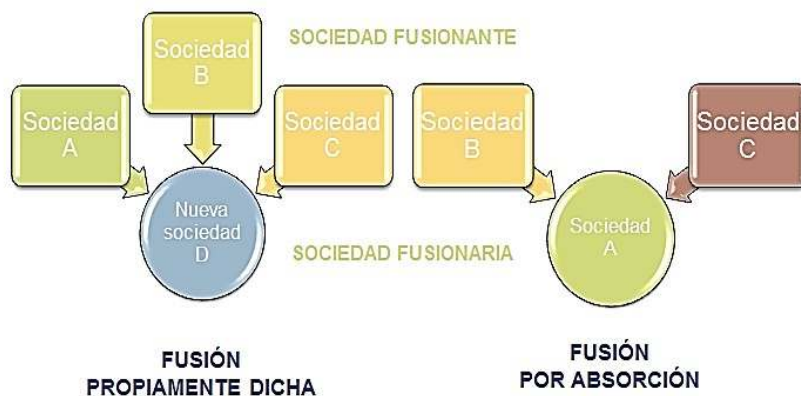 Sociedad
B
SOCIEDAD FUSIONANTE
Sociedad
A
Sociedad
C
Nueva
sociedad
D
Sociedad
B
Sociedad
C
Sociedad
A
SOCIEDAD FUSIONARIA
FUSIÓN
PROPIAMENTE DICHA
FUSIÓN
POR ABSORCIÓN